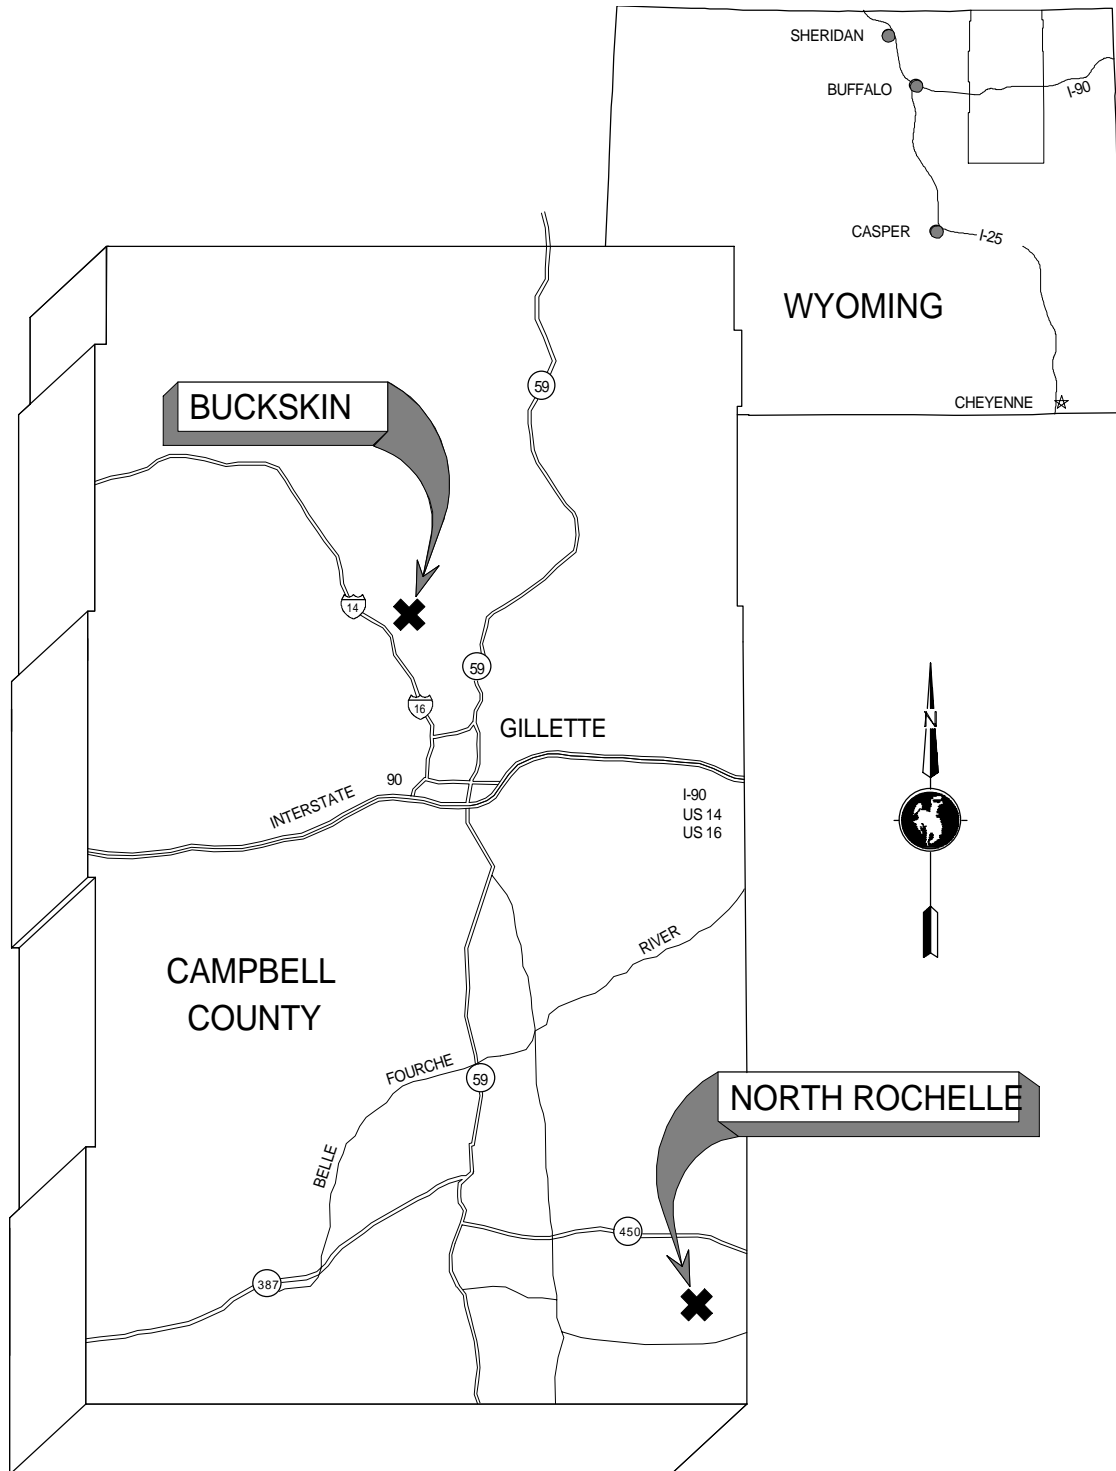 SHERIDAN
BUFFALO
I-90
CASPER
I-25
WYOMING
CHEYENNE
59
BUCKSKIN
14
59
16
GILLETTE
90
INTERSTATE
I-90
US 14
US 16
N
RIVER
CAMPBELL
COUNTY
FOURCHE
59
NORTH ROCHELLE
BELLE
450
387